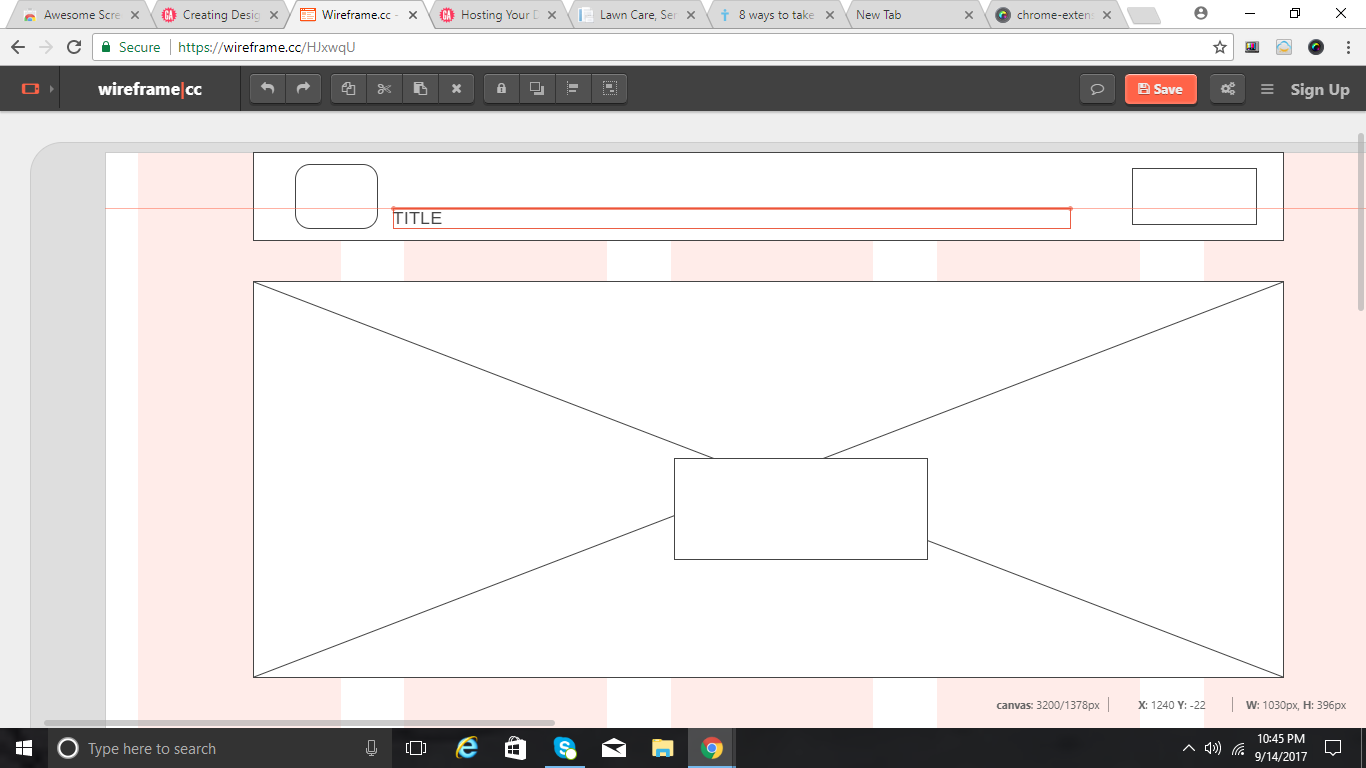 Awesome Scre
Creating Desig
Wireframe.cc -
Hosting Your D
Lawn Care, Ser
8 ways to take
New Tab
chrome-exten
Secure
https://wireframe.cc/HJxwqU
wireframe|cc
Save
Sign Up
TITLE
canvas: 3200/1378px
X: 1240 Y: -22
W: 1030px, H: 396px
Type here to search
10:45 PM
9/14/2017